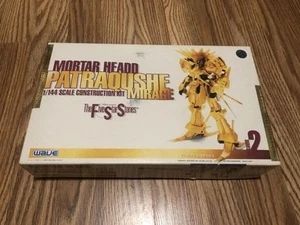 MORTAR HEADD
PATRAQUSHE
MIRAGE
1/144 SCALE CONSTRUCTION KIT
The Five Star Stories
2
WAVE